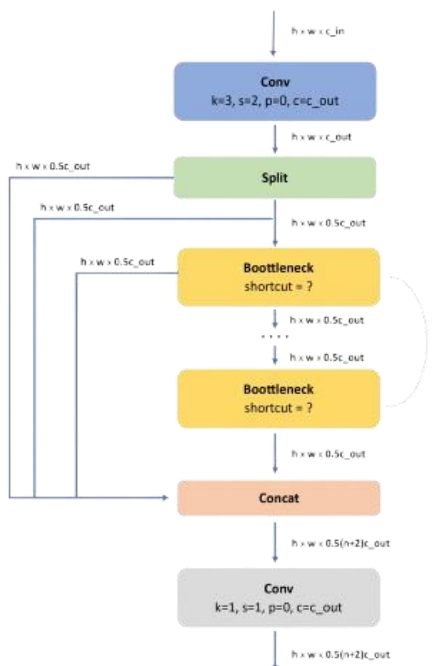 h × w × c_in
Conv
k=3, s=2, p=0, c=c_out
h × w × c_out
h × w × 0.5c_out
Split
h × w × 0.5c_out
h × w × 0.5c_out
h × w × 0.5c_out
Boottleneck
shortcut = ?
h × w × 0.5c_out
....
h × w × 0.5c_out
Boottleneck
shortcut = ?
h × w × 0.5c_out
Concat
h × w × 0.5(n+2)c_out
Conv
k=1, s=1, p=0, c=c_out
h × w × 0.5(n+2)c_out